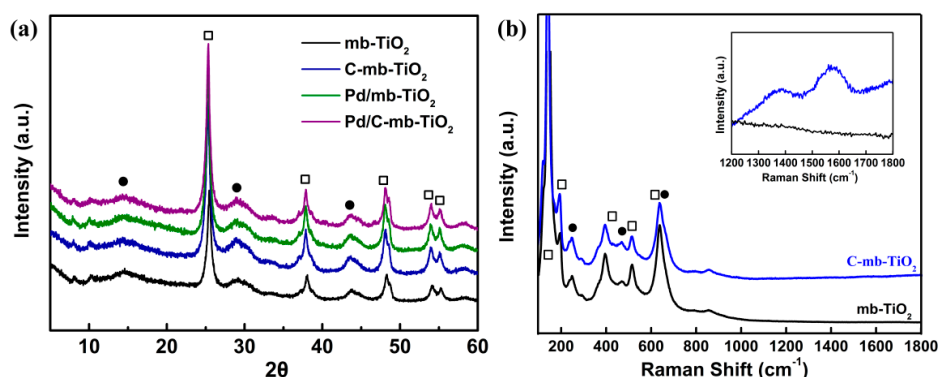 (a)
Intensity (a.u.)
mb-TiO2
C-mb-TiO2
Pd/mb-TiO2
Pd/C-mb-TiO2
10 20 30 40 50 60
2θ
(b)
Intensity (a.u.)
Intensity (a.u.)
1200 1300 1400 1500 1600 1700 1800
Raman Shift (cm-1)
C-mb-TiO2
mb-TiO2
200 400 600 800 1000 1200 1400 1600 1800
Raman Shift (cm-1)